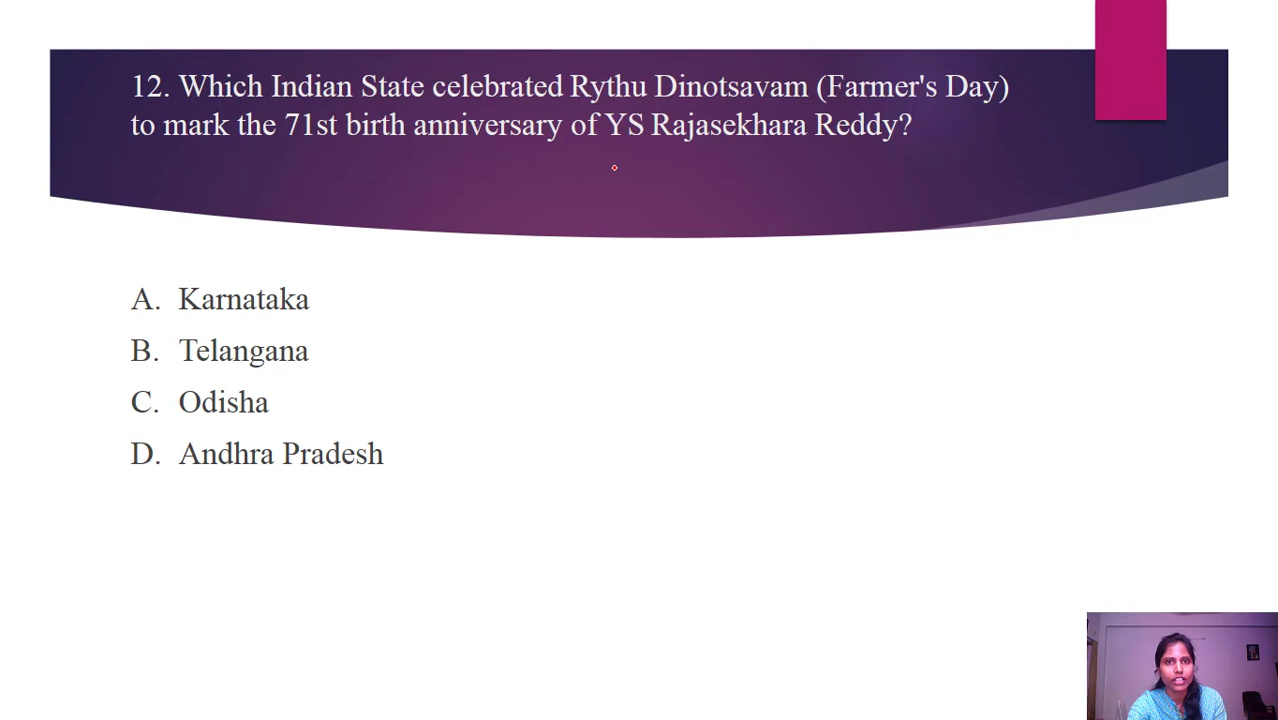 12. Which Indian State celebrated Rythu Dinotsavam (Farmer's Day)
to mark the 71st birth anniversary of YS Rajasekhara Reddy?
A. Karnataka
B. Telangana
C. Odisha
D. Andhra Pradesh